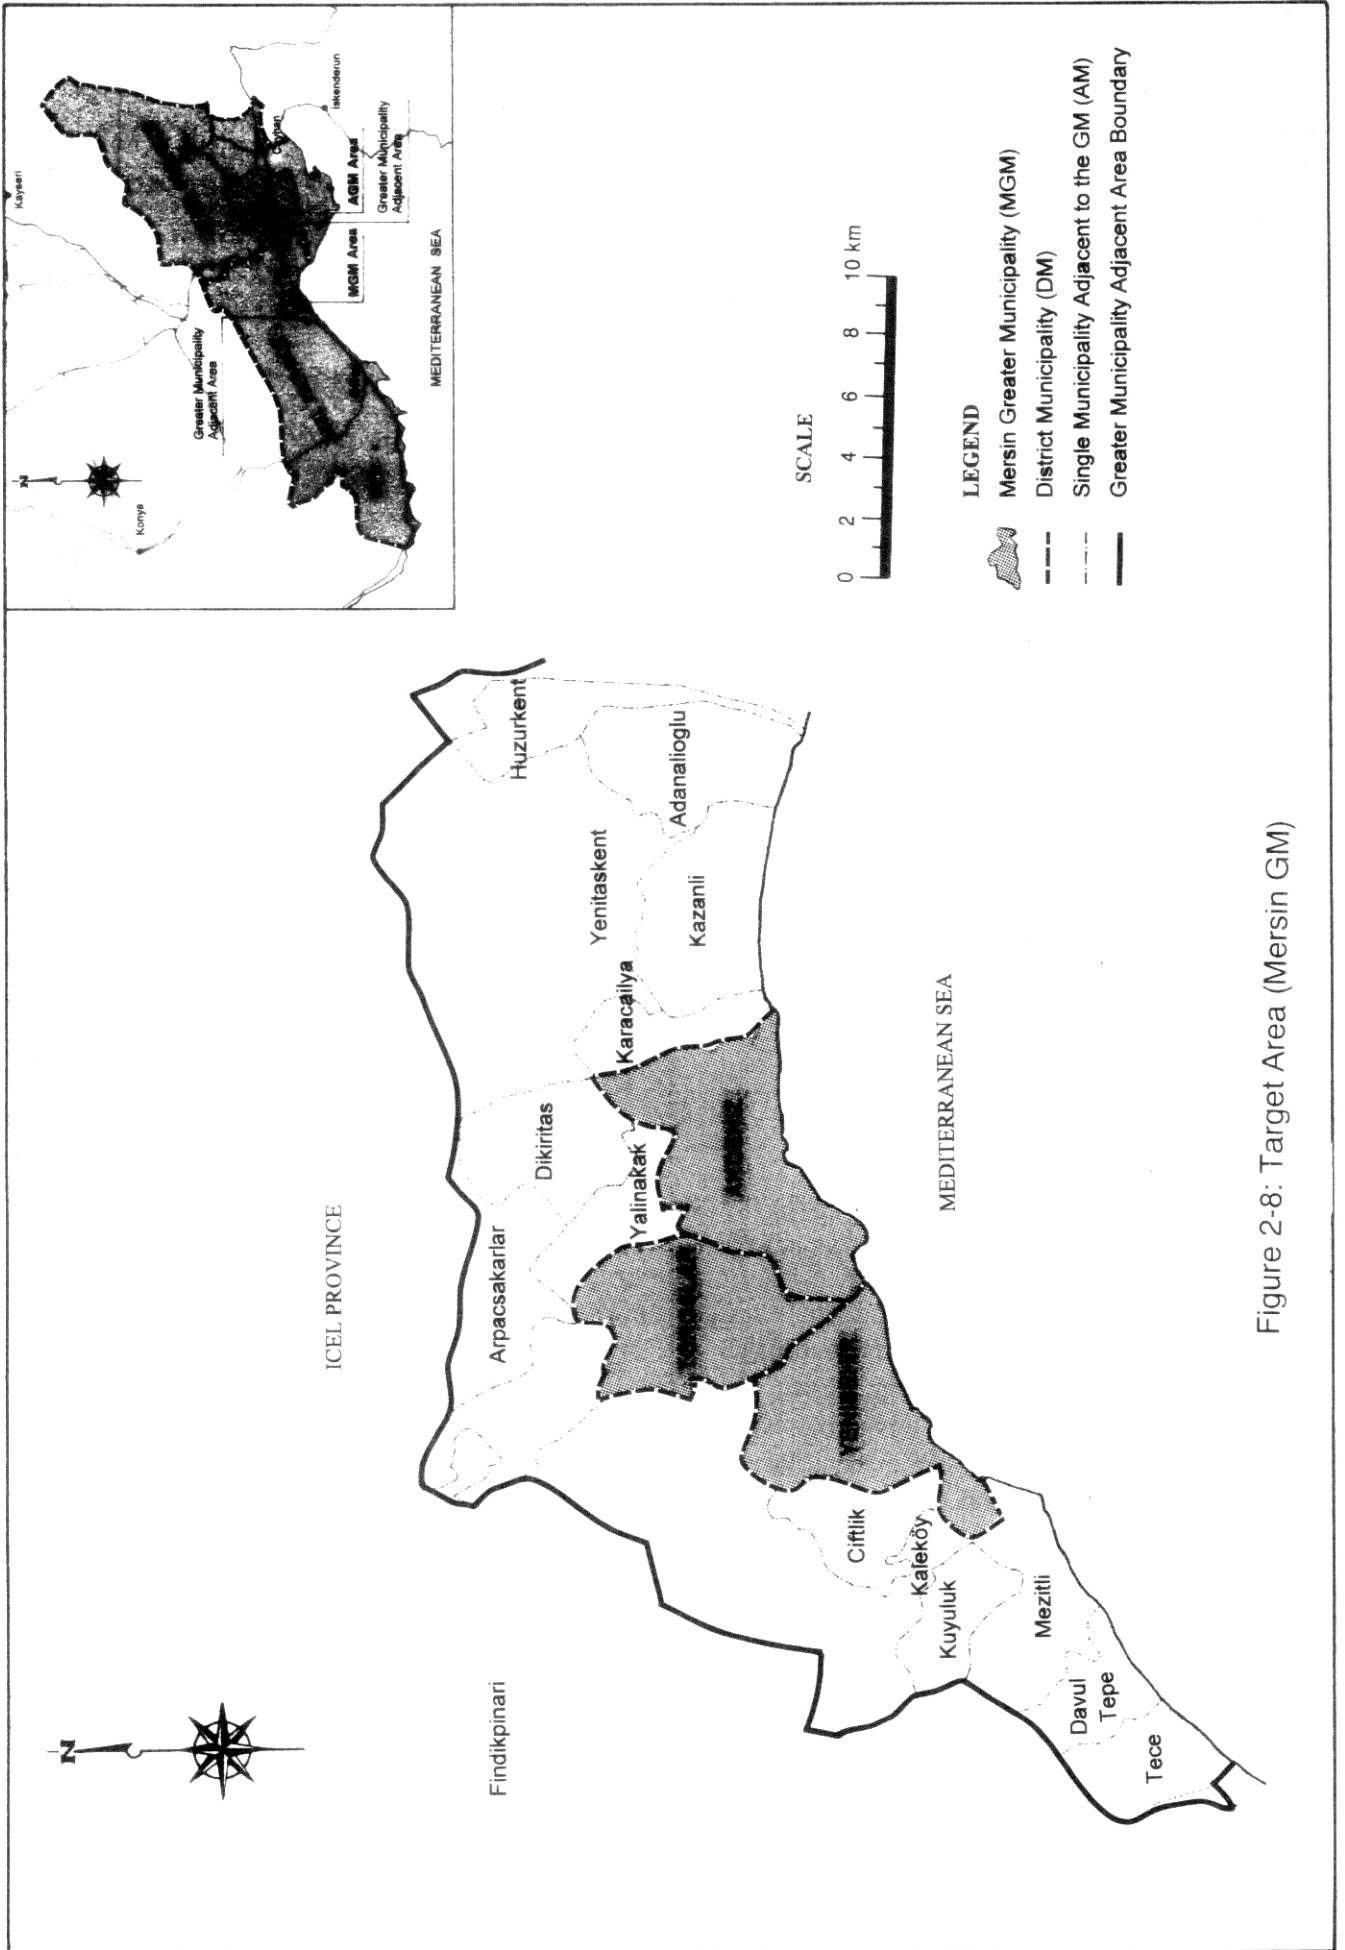 N
Findikpinari
ICEL PROVINCE
Arpacsakarlar
Dikiritas
Yalinakak
Karacailya
Yenitaskent
Huzurkent
Adanalioglu
Kazanli
YENISEHIR
Ciftlik
Kaleköy
Kuyuluk
Mezitli
Davul
Tepe
Tece
MEDITERRANEAN SEA
N
Konya
Kayseri
Greater Municipality
Adjacent Area
MGM Area
AGM Area
Greater Municipality
Adjacent Area
Ceyhan
Iskenderun
MEDITERRANEAN SEA
SCALE
0 2 4 6 8 10 km
LEGEND
Mersin Greater Municipality (MGM)
District Municipality (DM)
Single Municipality Adjacent to the GM (AM)
Greater Municipality Adjacent Area Boundary
Figure 2-8: Target Area (Mersin GM)